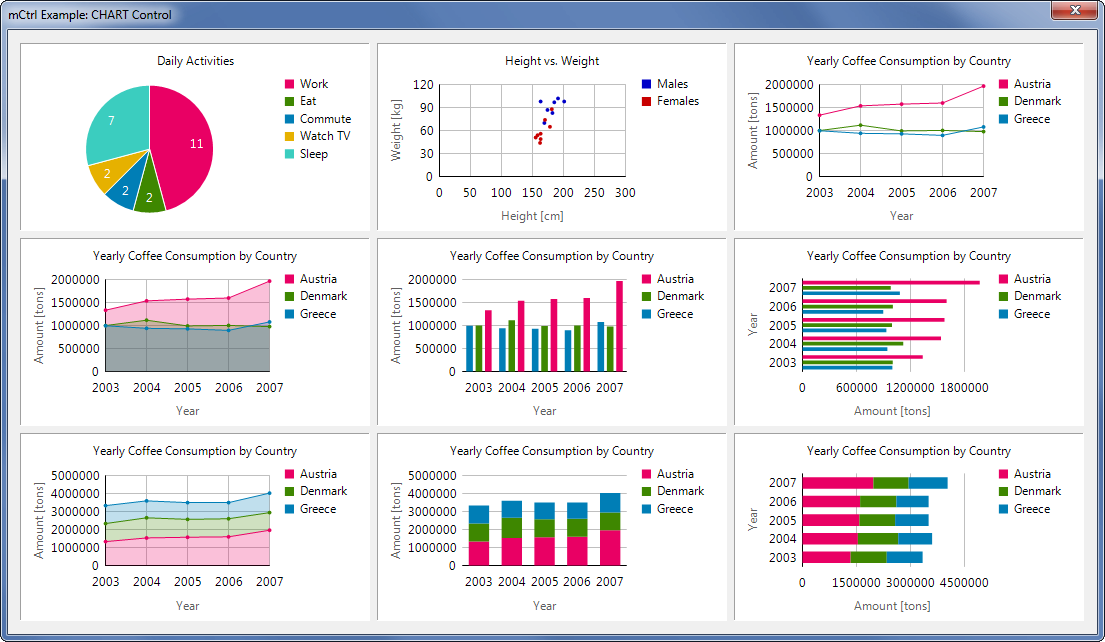 mCtrl Example: CHART Control
Daily Activities
11
2
2
2
7
Work
Eat
Commute
Watch TV
Sleep
Height vs. Weight
Weight [kg]
120
90
60
30
0
0 50 100 150 200 250 300
Height [cm]
Males
Females
Yearly Coffee Consumption by Country
Amount [tons]
2000000
1500000
1000000
500000
0
2003 2004 2005 2006 2007
Year
Austria
Denmark
Greece
Yearly Coffee Consumption by Country
Amount [tons]
2000000
1500000
1000000
500000
0
2003 2004 2005 2006 2007
Year
Austria
Denmark
Greece
Yearly Coffee Consumption by Country
Amount [tons]
2000000
1500000
1000000
500000
0
2003 2004 2005 2006 2007
Year
Austria
Denmark
Greece
Yearly Coffee Consumption by Country
Year
2007
2006
2005
2004
2003
0 600000 1200000 1800000
Amount [tons]
Austria
Denmark
Greece
Yearly Coffee Consumption by Country
Amount [tons]
5000000
4000000
3000000
2000000
1000000
0
2003 2004 2005 2006 2007
Year
Austria
Denmark
Greece
Yearly Coffee Consumption by Country
Amount [tons]
5000000
4000000
3000000
2000000
1000000
0
2003 2004 2005 2006 2007
Year
Austria
Denmark
Greece
Yearly Coffee Consumption by Country
Year
2007
2006
2005
2004
2003
0 1500000 3000000 4500000
Amount [tons]
Austria
Denmark
Greece